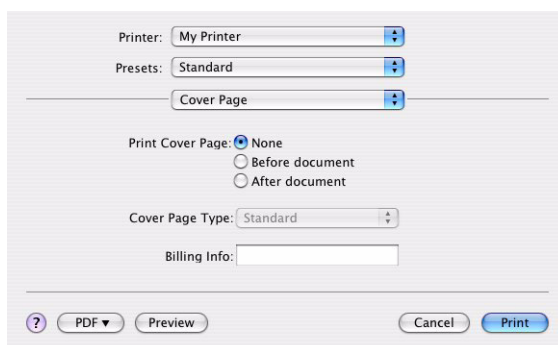 Printer: My Printer
Presets: Standard
Cover Page
Print Cover Page: None
Before document
After document
Cover Page Type: Standard
Billing Info:
? PDF▼ Preview Cancel Print